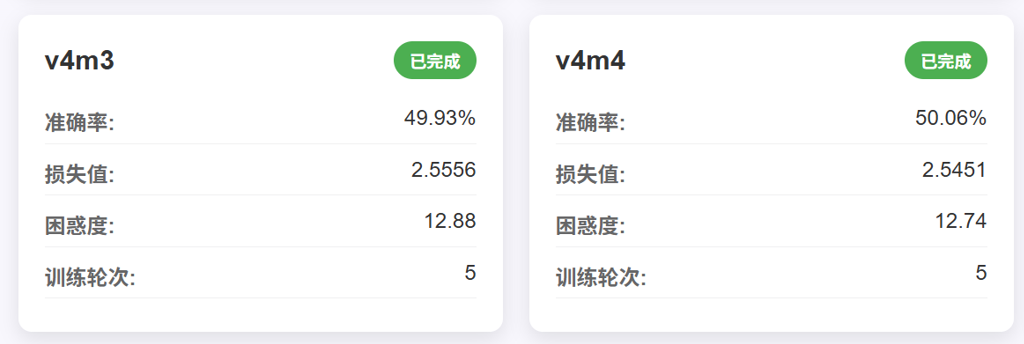 v4m3
已完成
准确率:
49.93%
损失值:
2.5556
困惑度:
12.88
训练轮次:
5
v4m4
已完成
准确率:
50.06%
损失值:
2.5451
困惑度:
12.74
训练轮次:
5